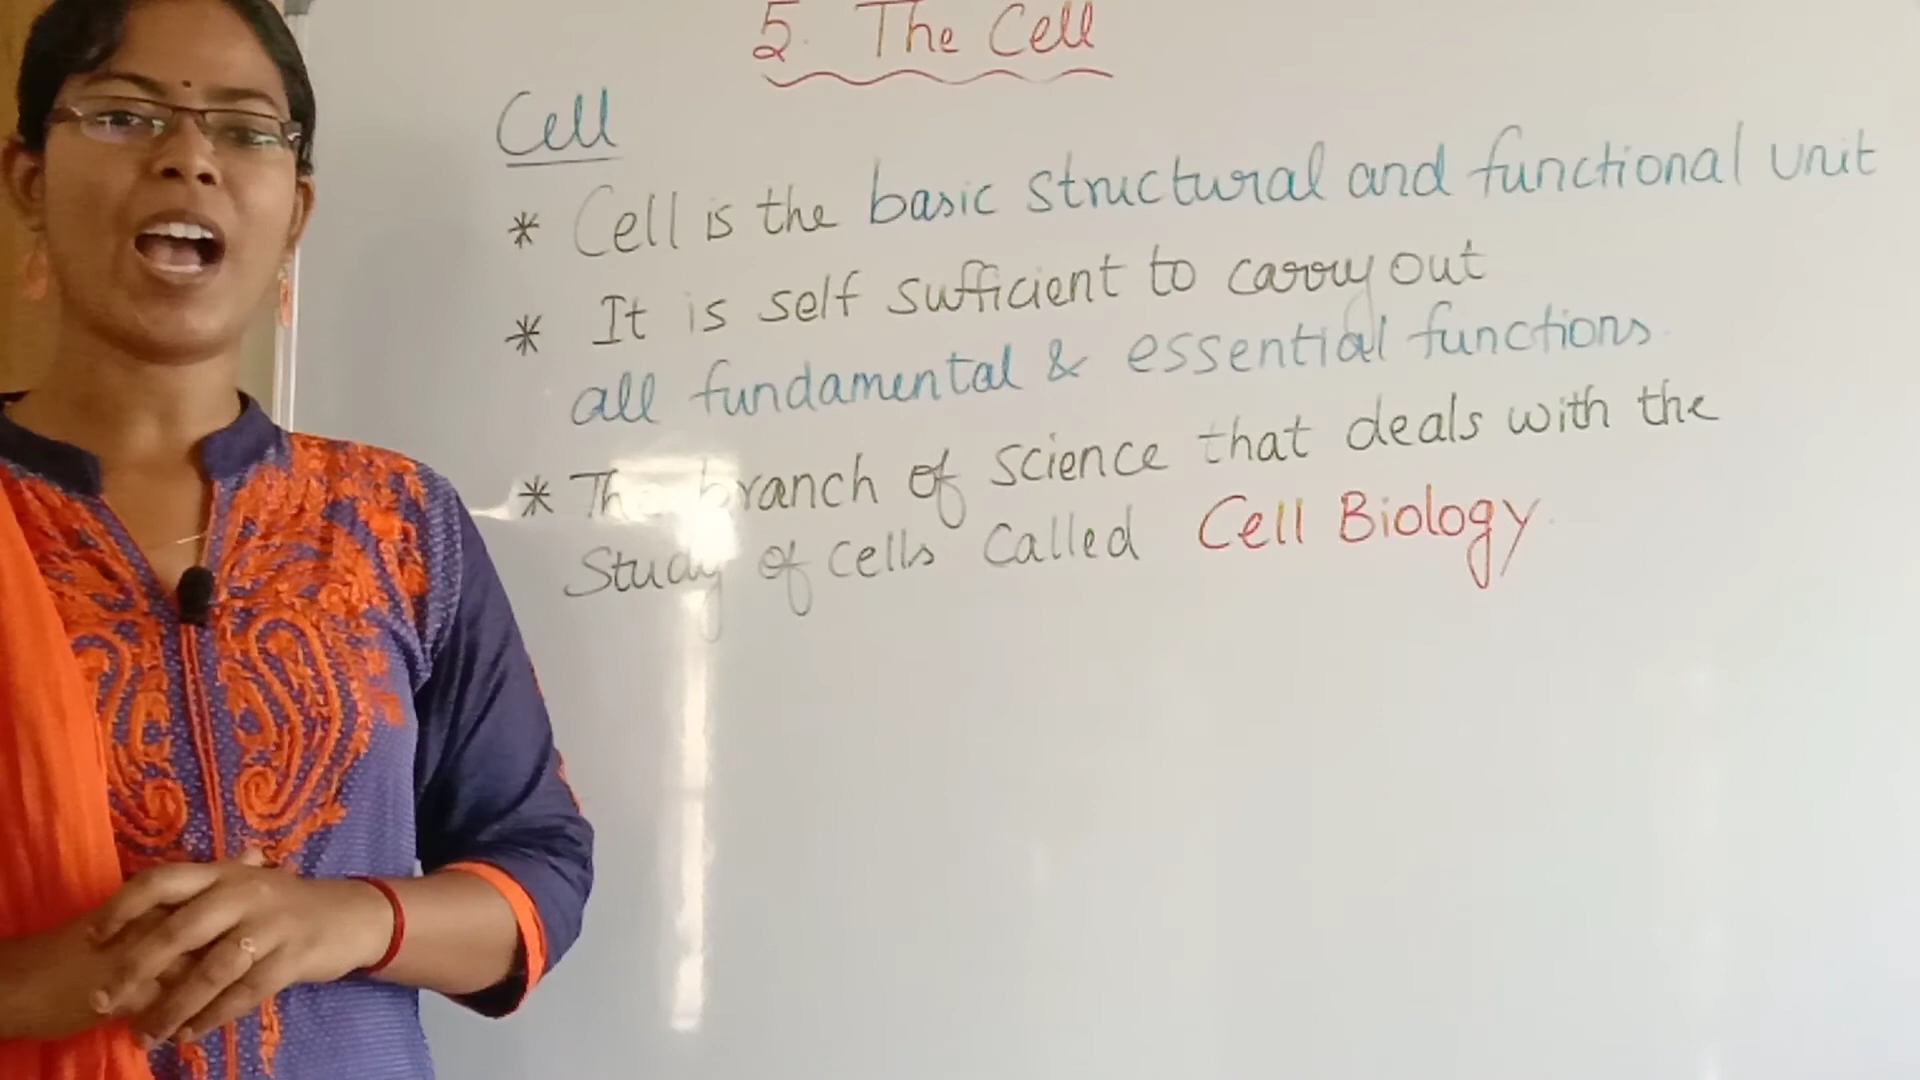 5. The Cell
Cell
* Cell is the basic structural and functional unit
* It is self sufficient to carry out
all fundamental & essential functions
* The branch of science that deals with the
Study of cells called Cell Biology